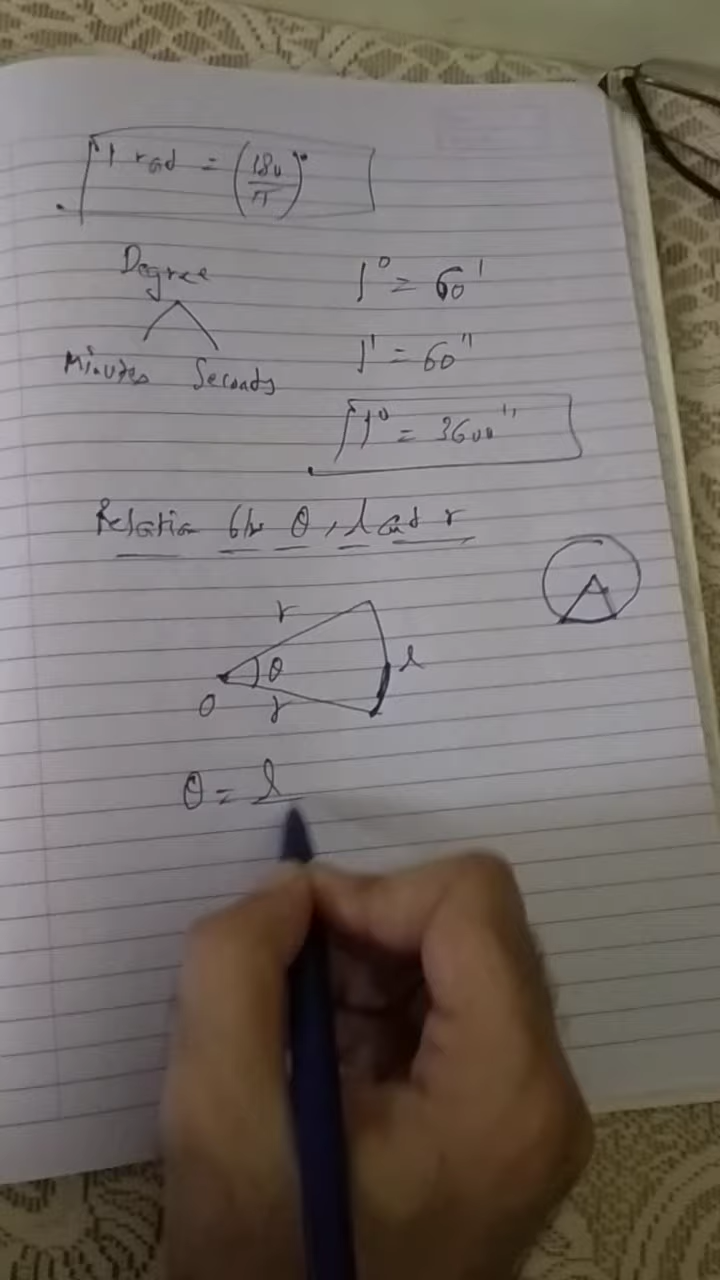 1 rad = (180/π)°
Degree
Minutes Seconds
1° = 60'
1' = 60"
1° = 3600"
Relation b/w θ, l and r
r
θ
l
O
r
θ = l